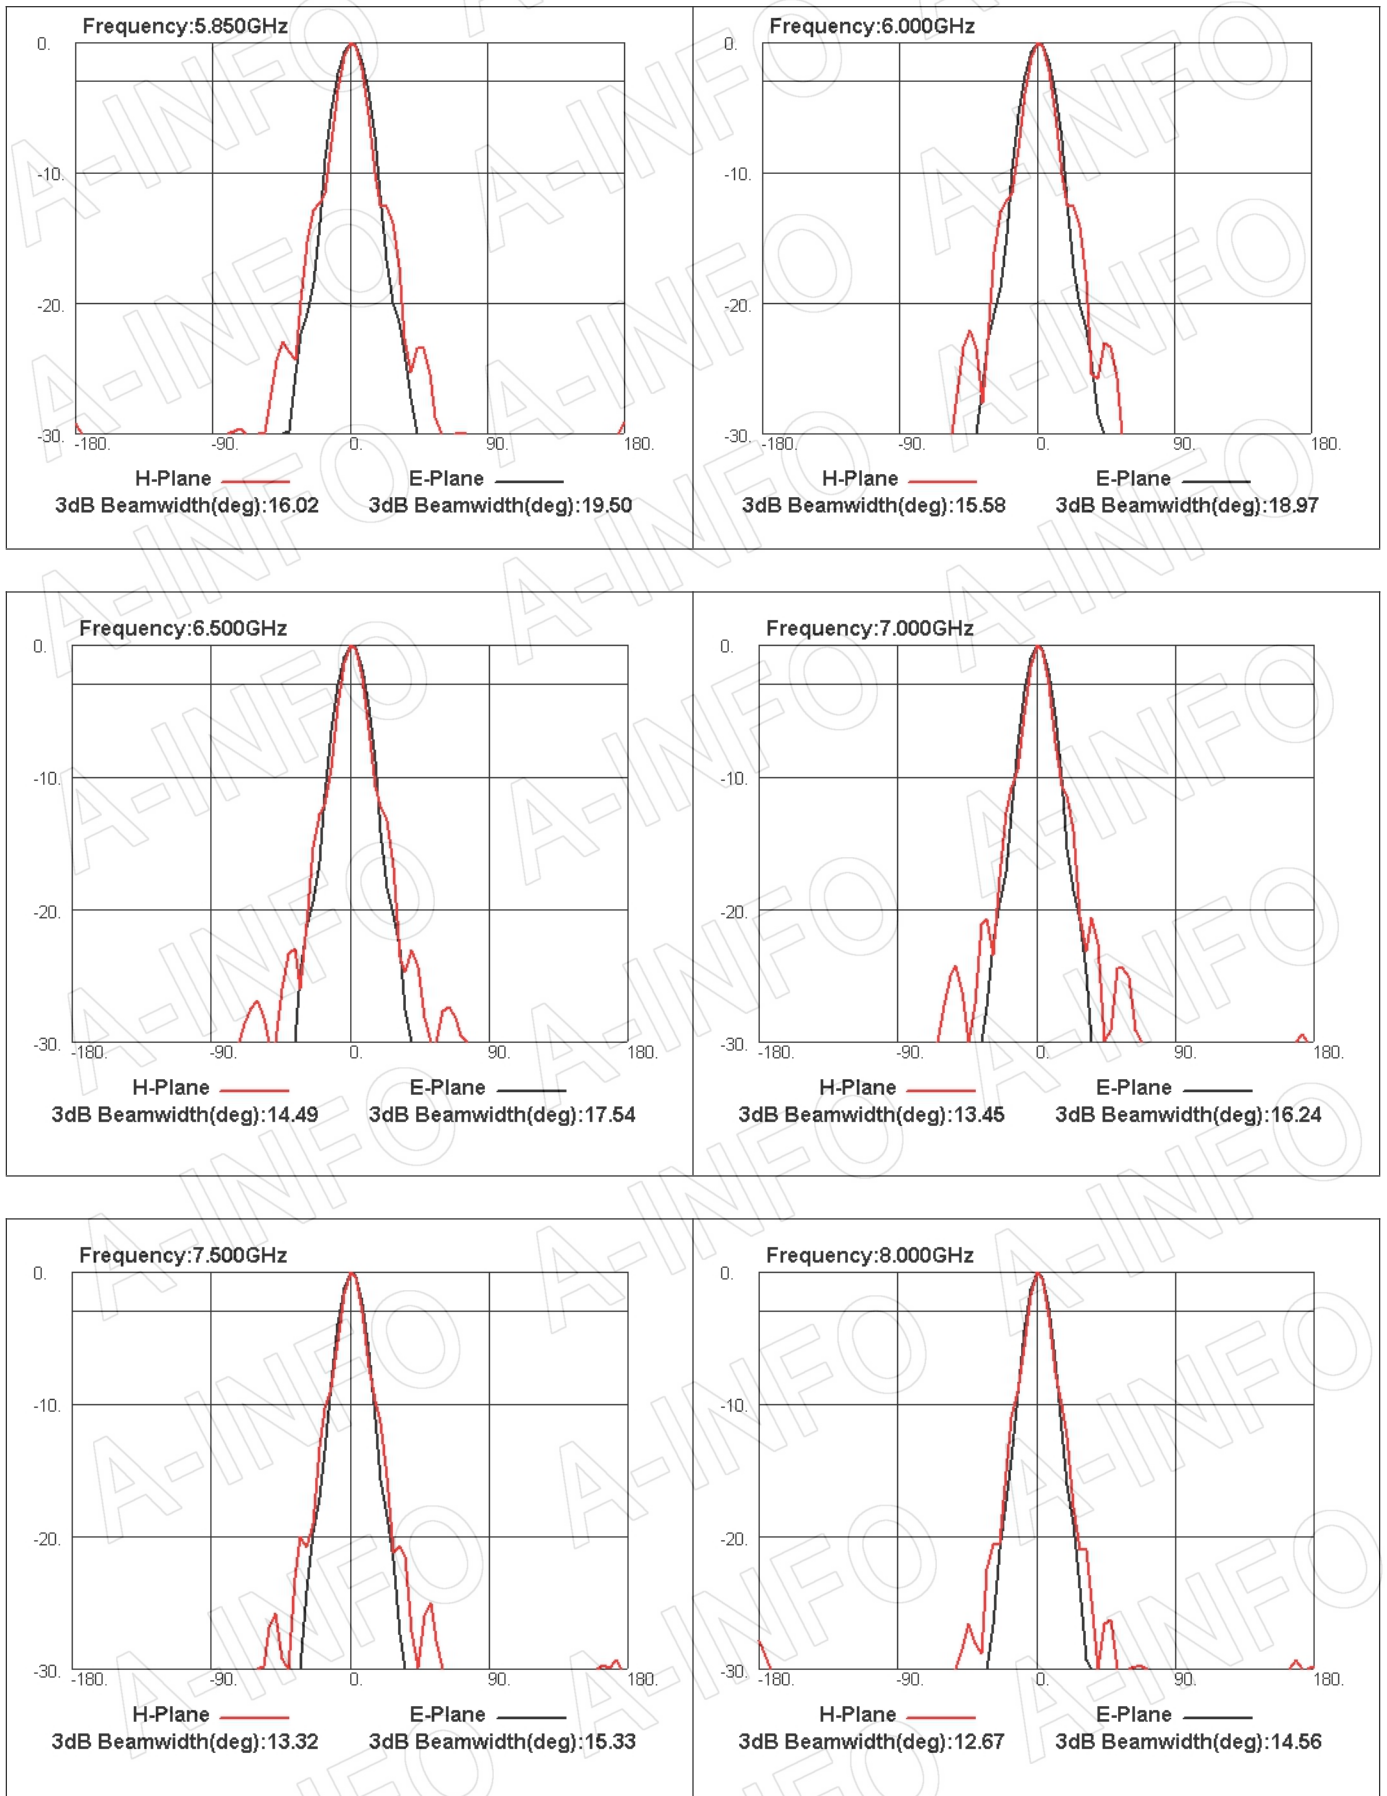 Frequency:5.850GHz
0.
-10.
-20.
-30.
-180. -90. 0. 90. 180.
H-Plane E-Plane
3dB Beamwidth(deg):16.02 3dB Beamwidth(deg):19.50
Frequency:6.000GHz
0.
-10.
-20.
-30.
-180. -90. 0. 90. 180.
H-Plane E-Plane
3dB Beamwidth(deg):15.58 3dB Beamwidth(deg):18.97
Frequency:6.500GHz
0.
-10.
-20.
-30.
-180. -90. 0. 90. 180.
H-Plane E-Plane
3dB Beamwidth(deg):14.49 3dB Beamwidth(deg):17.54
Frequency:7.000GHz
0.
-10.
-20.
-30.
-180. -90. 0. 90. 180.
H-Plane E-Plane
3dB Beamwidth(deg):13.45 3dB Beamwidth(deg):16.24
Frequency:7.500GHz
0.
-10.
-20.
-30.
-180. -90. 0. 90. 180.
H-Plane E-Plane
3dB Beamwidth(deg):13.32 3dB Beamwidth(deg):15.33
Frequency:8.000GHz
0.
-10.
-20.
-30.
-180. -90. 0. 90. 180.
H-Plane E-Plane
3dB Beamwidth(deg):12.67 3dB Beamwidth(deg):14.56
A-INFO